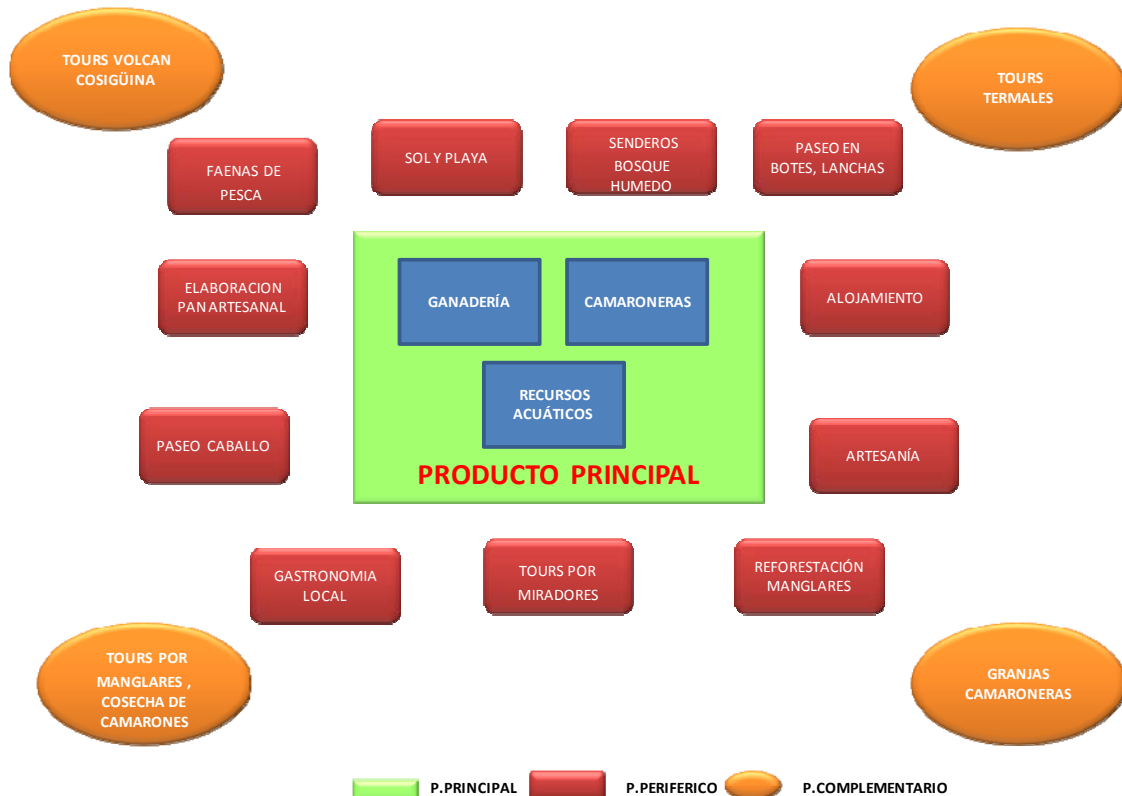 TOURS VOLCAN
COSIGÜINA
TOURS
TERMALES
FAENAS DE
PESCA
SOL Y PLAYA
SENDEROS
BOSQUE
HUMEDO
PASEO EN
BOTES, LANCHAS
ELABORACION
PAN ARTESANAL
GANADERÍA
CAMARONERAS
ALOJAMIENTO
RECURSOS
ACUÁTICOS
PASEO CABALLO
ARTESANÍA
PRODUCTO PRINCIPAL
GASTRONOMIA
LOCAL
TOURS POR
MIRADORES
REFORESTACIÓN
MANGLARES
TOURS POR
MANGLARES ,
COSECHA DE
CAMARONES
GRANJAS
CAMARONERAS
P.PRINCIPAL
P.PERIFERICO
P.COMPLEMENTARIO